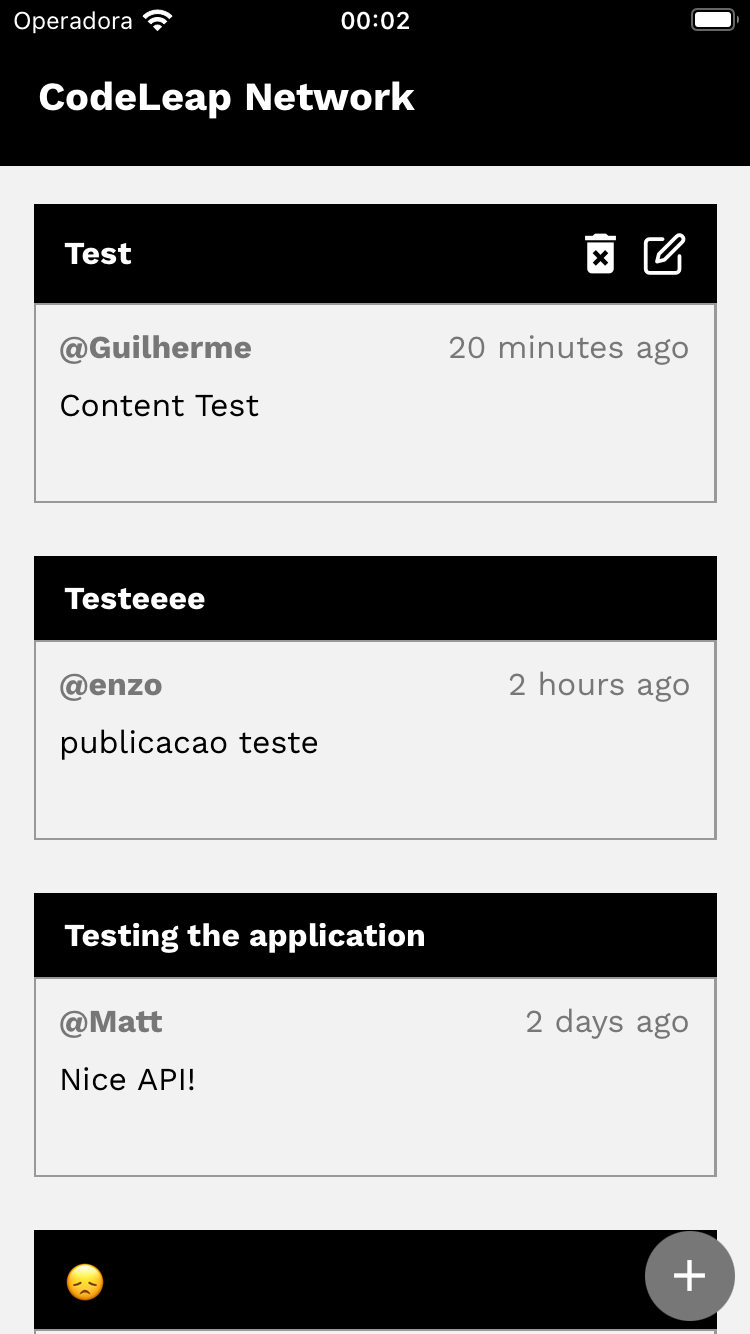 Operadora 00:02
CodeLeap Network
Test
@Guilherme 20 minutes ago
Content Test
Testeeee
@enzo 2 hours ago
publicacao teste
Testing the application
@Matt 2 days ago
Nice API!
😞
+